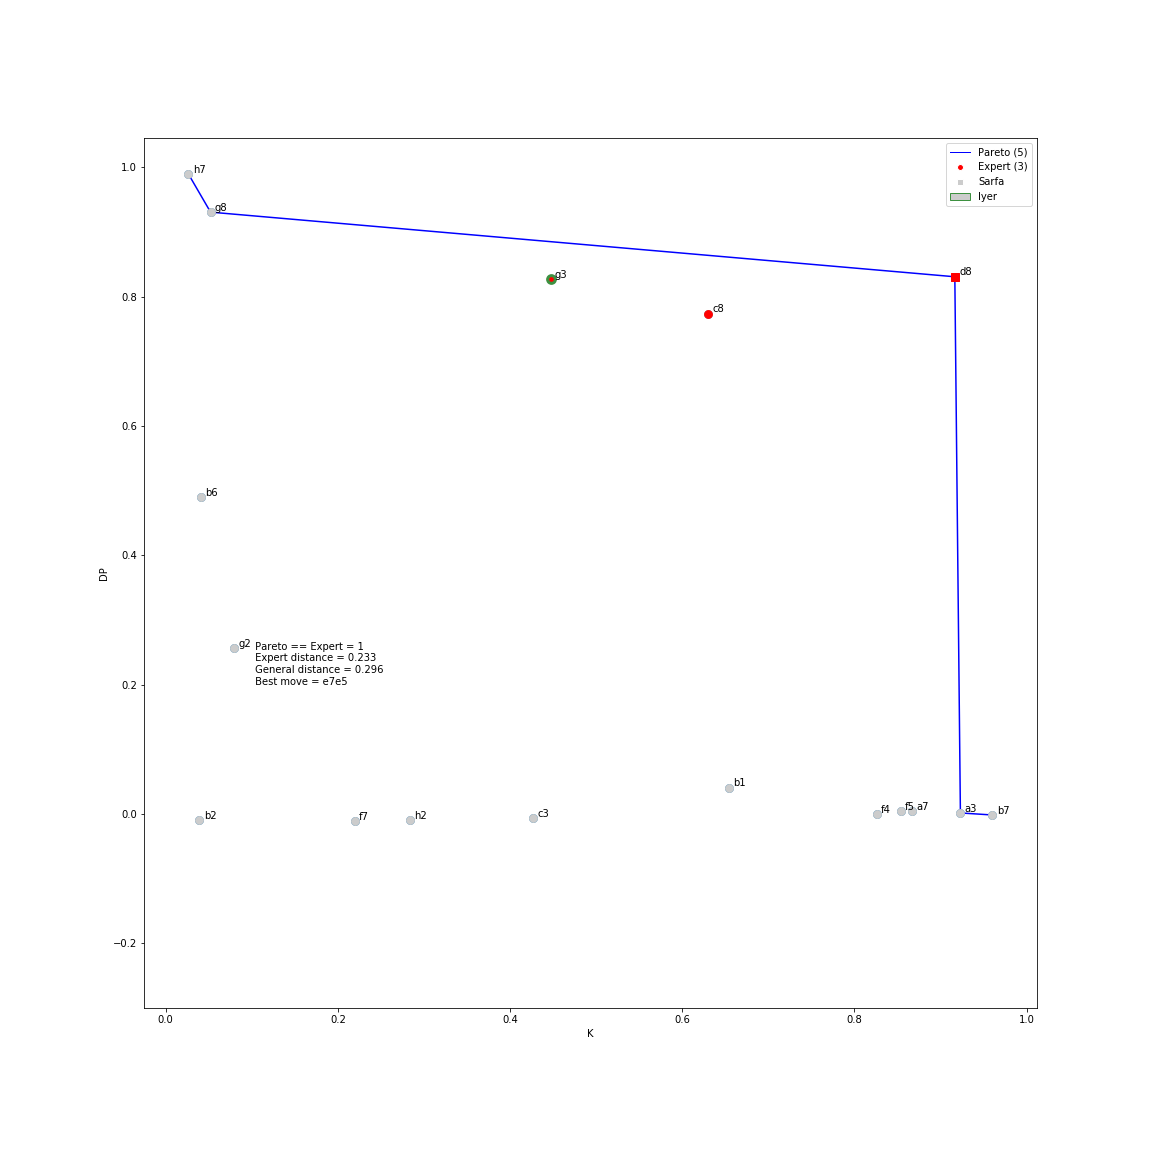 Pareto (5)
Expert (3)
Sarfa
Iyer
1.0
h7
g8
d8
g3
0.8
c8
0.6
b6
DP
0.4
g2
Pareto == Expert = 1
Expert distance = 0.233
General distance = 0.296
Best move = e7e5
0.2
b1
0.0
b2
f7
h2
c3
f4
f5
a7
a3
b7
−0.2
0.0
0.2
0.4
0.6
0.8
1.0
K